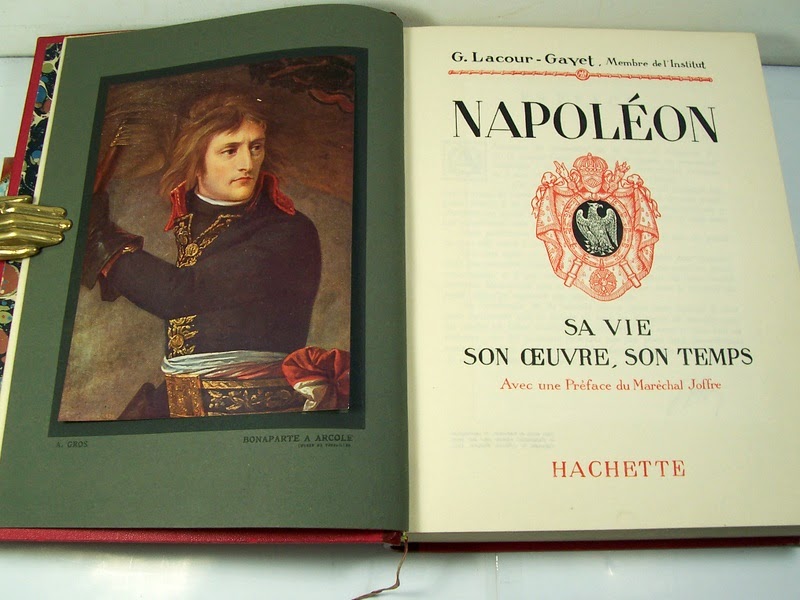 A. GROS
BONAPARTE A ARCOLE
G. Lacour-Gayet, Membre de l'Institut
NAPOLÉON
SA VIE
SON ŒUVRE, SON TEMPS
Avec une Préface du Maréchal Joffre
HACHETTE